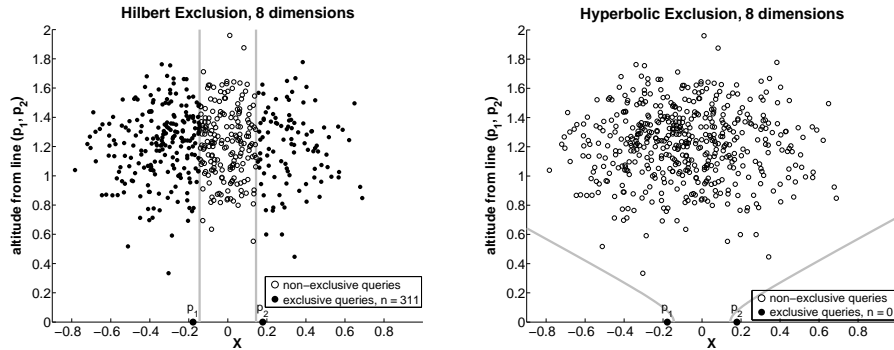 Hilbert Exclusion, 8 dimensions
altitude from line (p1, p2)
2
1.8
1.6
1.4
1.2
1
0.8
0.6
0.4
0.2
0
−0.8 −0.6 −0.4 −0.2 0 0.2 0.4 0.6 0.8
X
p1
p2
non−exclusive queries
exclusive queries, n = 311
Hyperbolic Exclusion, 8 dimensions
altitude from line (p1, p2)
2
1.8
1.6
1.4
1.2
1
0.8
0.6
0.4
0.2
0
−0.8 −0.6 −0.4 −0.2 0 0.2 0.4 0.6 0.8
X
p1
p2
non−exclusive queries
exclusive queries, n = 0